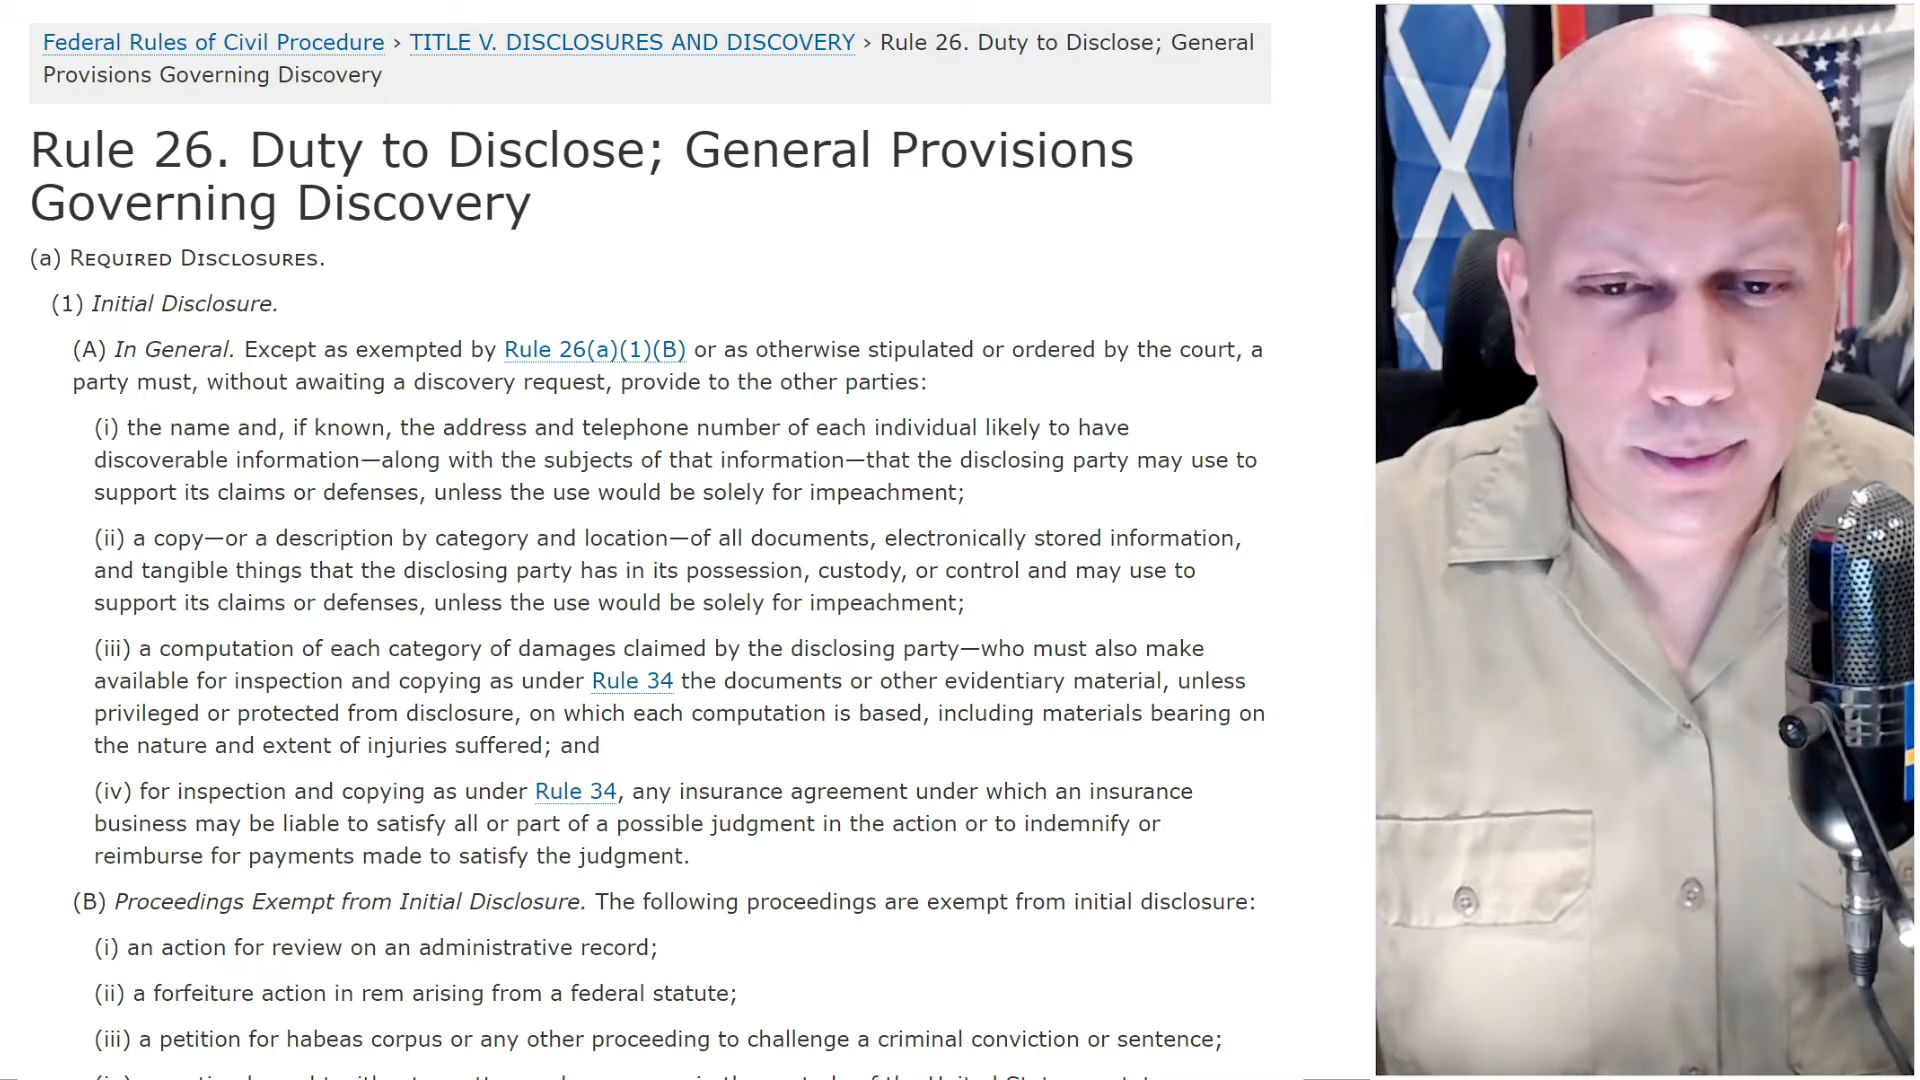 Federal Rules of Civil Procedure › TITLE V. DISCLOSURES AND DISCOVERY › Rule 26. Duty to Disclose; General
Provisions Governing Discovery
Rule 26. Duty to Disclose; General Provisions
Governing Discovery
(a) REQUIRED DISCLOSURES.
(1) Initial Disclosure.
(A) In General. Except as exempted by Rule 26(a)(1)(B) or as otherwise stipulated or ordered by the court, a
party must, without awaiting a discovery request, provide to the other parties:
(i) the name and, if known, the address and telephone number of each individual likely to have
discoverable information—along with the subjects of that information—that the disclosing party may use to
support its claims or defenses, unless the use would be solely for impeachment;
(ii) a copy—or a description by category and location—of all documents, electronically stored information,
and tangible things that the disclosing party has in its possession, custody, or control and may use to
support its claims or defenses, unless the use would be solely for impeachment;
(iii) a computation of each category of damages claimed by the disclosing party—who must also make
available for inspection and copying as under Rule 34 the documents or other evidentiary material, unless
privileged or protected from disclosure, on which each computation is based, including materials bearing on
the nature and extent of injuries suffered; and
(iv) for inspection and copying as under Rule 34, any insurance agreement under which an insurance
business may be liable to satisfy all or part of a possible judgment in the action or to indemnify or
reimburse for payments made to satisfy the judgment.
(B) Proceedings Exempt from Initial Disclosure. The following proceedings are exempt from initial disclosure:
(i) an action for review on an administrative record;
(ii) a forfeiture action in rem arising from a federal statute;
(iii) a petition for habeas corpus or any other proceeding to challenge a criminal conviction or sentence;